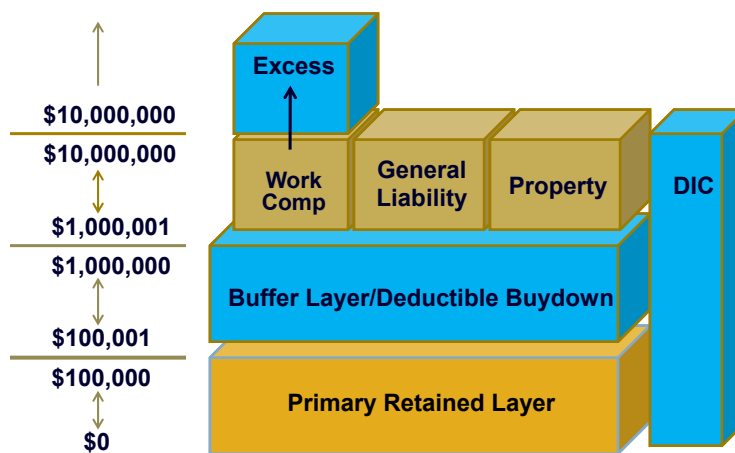 Excess
$10,000,000
$10,000,000
Work
Comp
General
Liability
Property
DIC
$1,000,001
$1,000,000
Buffer Layer/Deductible Buydown
$100,001
$100,000
Primary Retained Layer
$0